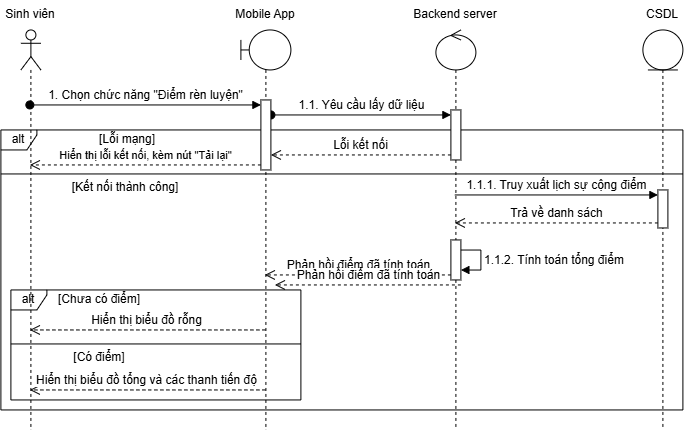 Sinh viên
Mobile App
Backend server
CSDL
1. Chọn chức năng "Điểm rèn luyện"
1.1. Yêu cầu lấy dữ liệu
alt
[Lỗi mạng]
Lỗi kết nối
Hiển thị lỗi kết nối, kèm nút "Tải lại"
[Kết nối thành công]
1.1.1. Truy xuất lịch sự cộng điểm
Trả về danh sách
1.1.2. Tính toán tổng điểm
Phản hồi điểm đã tính toán
Phản hồi điểm đã tính toán
alt
[Chưa có điểm]
Hiển thị biểu đồ rỗng
[Có điểm]
Hiển thị biểu đồ tổng và các thanh tiến độ